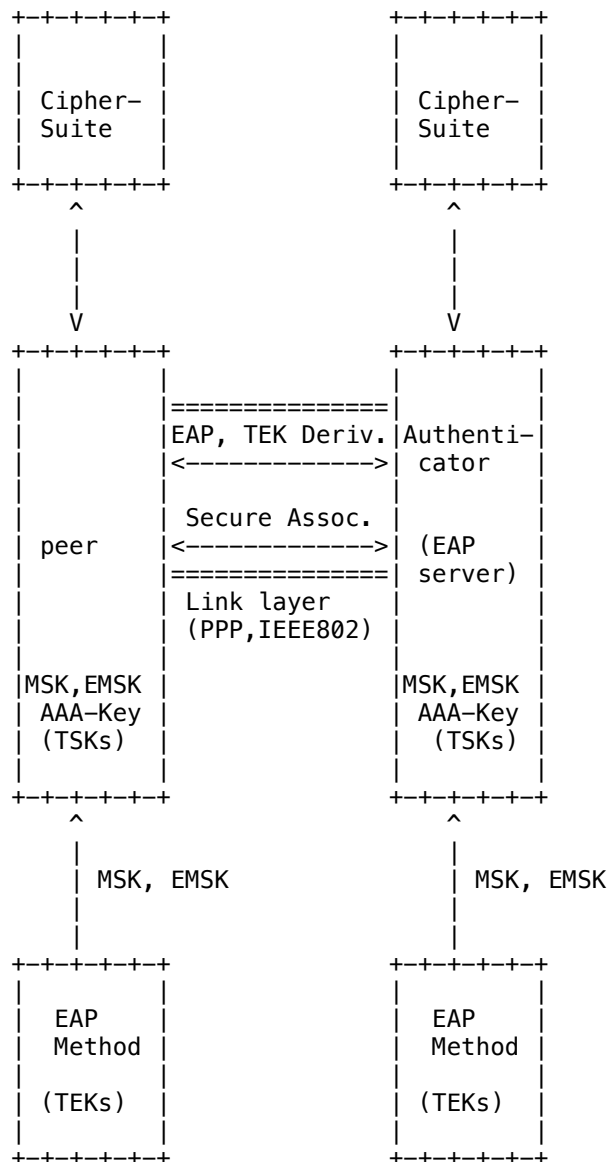 +-+-+-+-+-+               +-+-+-+-+-+
|         |               |         |
|         |               |         |
| Cipher- |               | Cipher- |
| Suite   |               | Suite   |
|         |               |         |
+-+-+-+-+-+               +-+-+-+-+-+
    ^                         ^
    |                         |
    |                         |
    |                         |
    V                         V
+-+-+-+-+-+               +-+-+-+-+-+
|         |               |         |
|         |===============|         |
|         |EAP, TEK Deriv.|Authenti-|
|         |<------------->| cator   |
|         |               |         |
|         | Secure Assoc. |         |
| peer    |<------------->| (EAP    |
|         |===============| server) |
|         | Link layer    |         |
|         | (PPP,IEEE802) |         |
|         |               |         |
|MSK,EMSK |               |MSK,EMSK |
| AAA-Key |               | AAA-Key |
| (TSKs)  |               |  (TSKs) |
|         |               |         |
+-+-+-+-+-+               +-+-+-+-+-+
    ^                         ^
    |                         |
    | MSK, EMSK               | MSK, EMSK
    |                         |
    |                         |
+-+-+-+-+-+               +-+-+-+-+-+
|         |               |         |
|  EAP    |               |  EAP    |
|  Method |               |  Method |
|         |               |         |
| (TEKs)  |               | (TEKs)  |
|         |               |         |
+-+-+-+-+-+               +-+-+-+-+-+